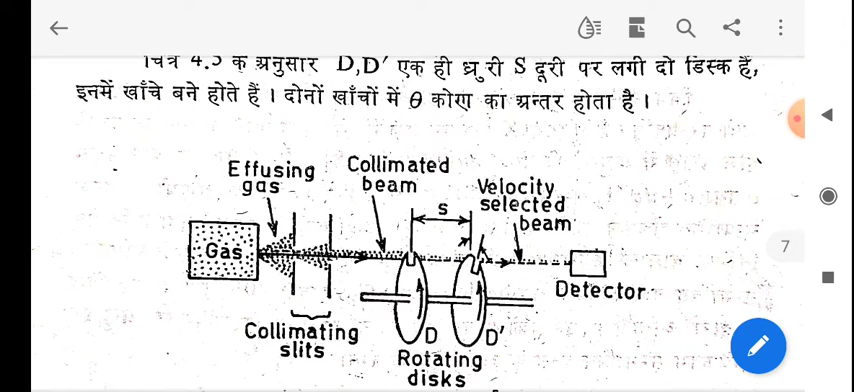 चित्र 4.5 के अनुसार D, D′ एक ही धुरी S दूरी पर लगी दो डिस्क हैं,
इनमें खाँचे बने होते हैं । दोनों खाँचों में θ कोण का अन्तर होता है ।
Effusing gas
Collimated beam
S
Velocity selected beam
Gas
7
Detector
Collimating slits
D
D′
Rotating disks